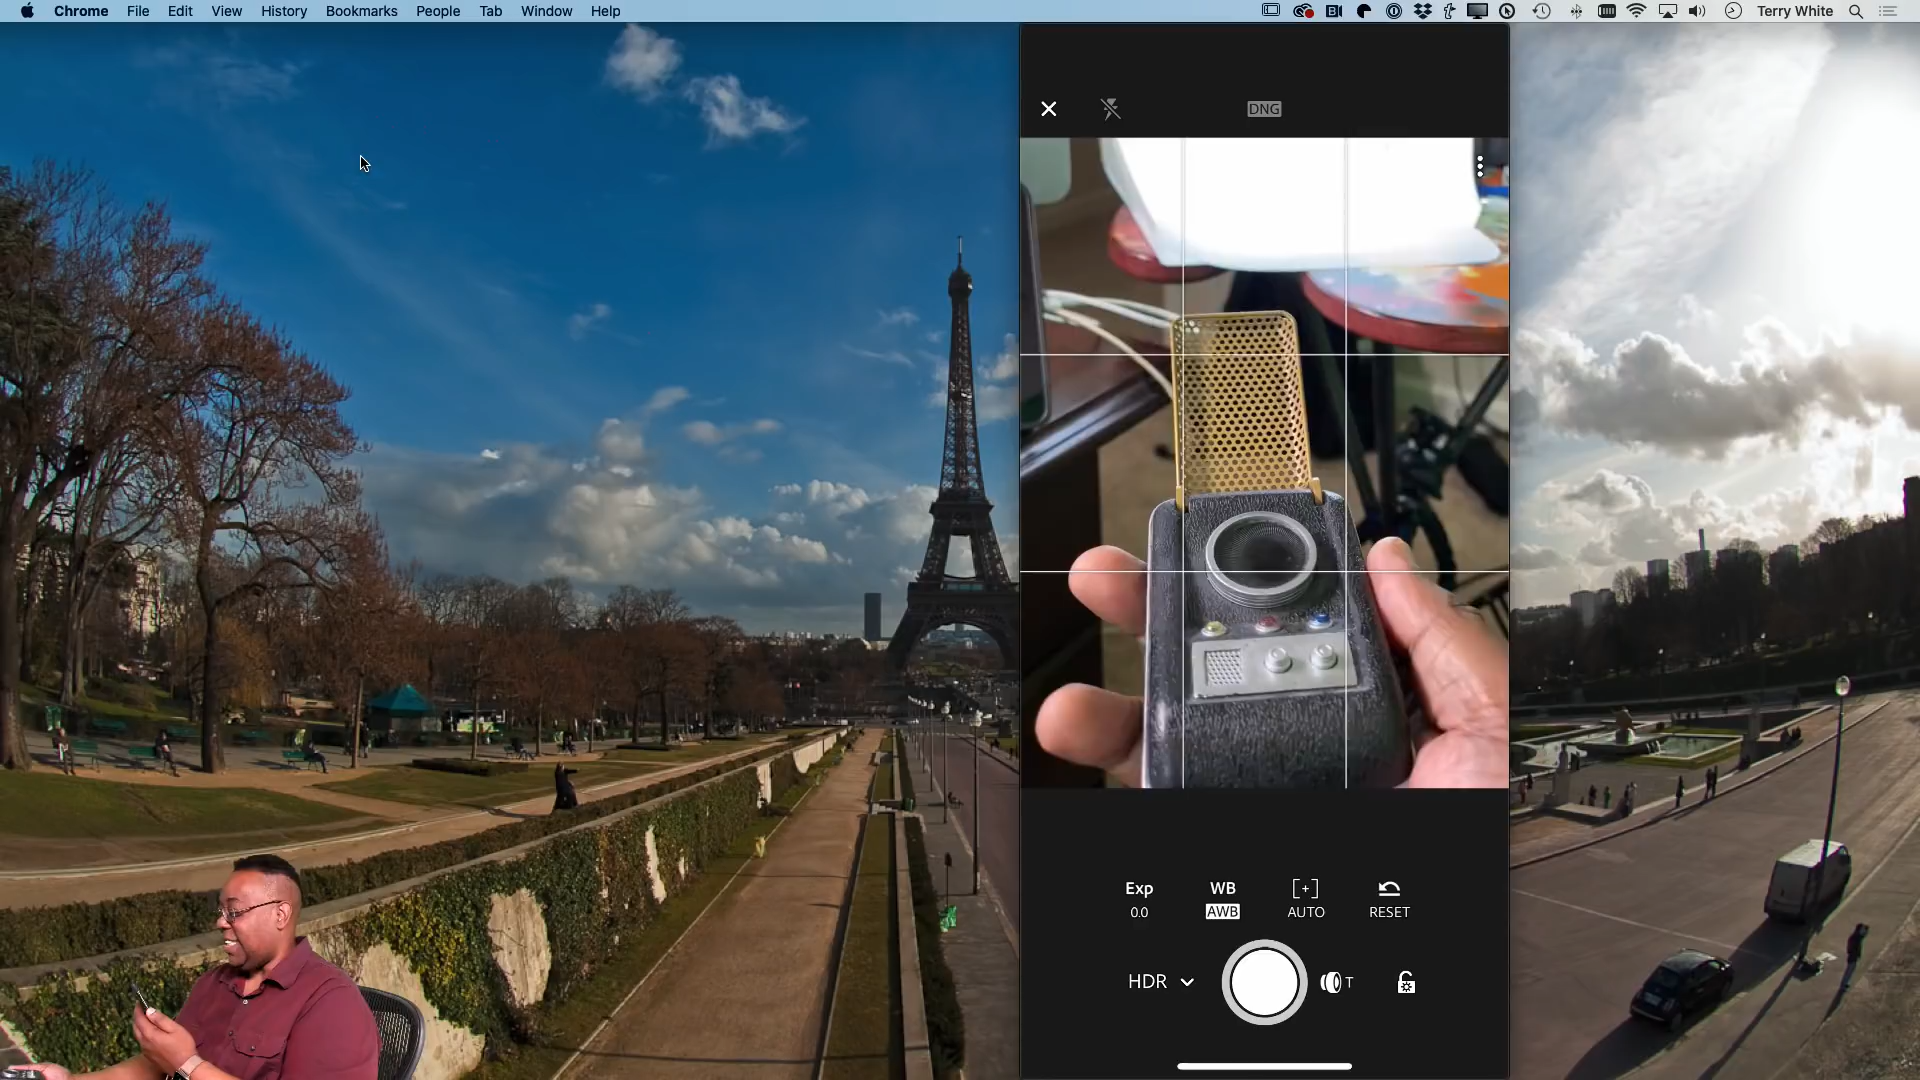 Chrome File Edit View History Bookmarks People Tab Window Help Terry White
DNG
Exp WB
0.0 AWB AUTO RESET
HDR T